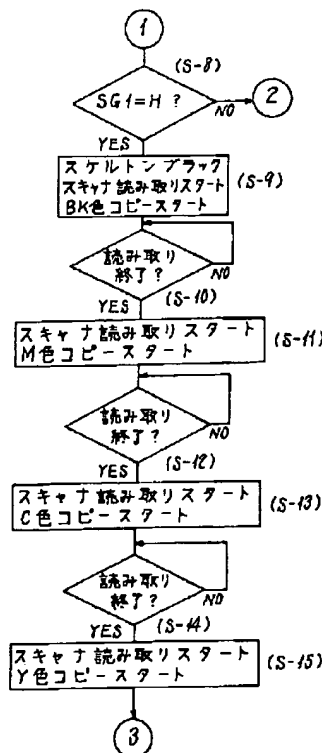 1
(S-8)
SG1=H ?
NO
2
YES
スケルトンブラック
スキャナ読み取りスタート
BK色コピースタート
(S-9)
読み取り
終了?
NO
YES
(S-10)
スキャナ読み取りスタート
M色コピースタート
(S-11)
読み取り
終了?
NO
YES
(S-12)
スキャナ読み取りスタート
C色コピースタート
(S-13)
読み取り
終了?
NO
YES
(S-14)
スキャナ読み取りスタート
Y色コピースタート
(S-15)
3